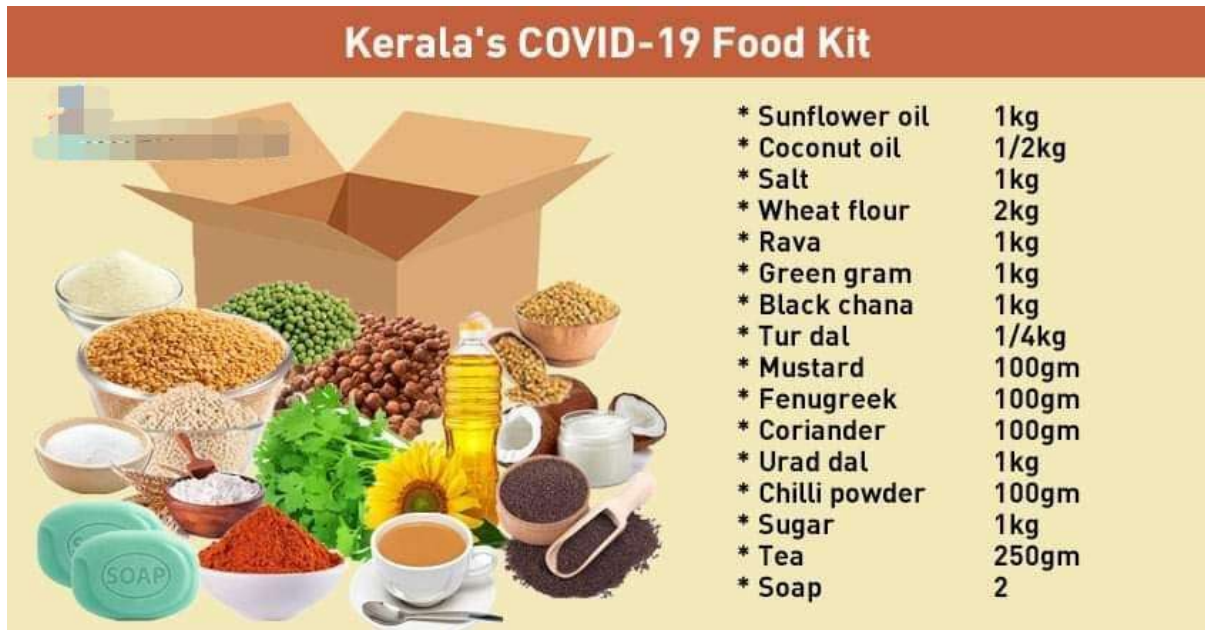 Kerala's COVID-19 Food Kit
* Sunflower oil 1kg
* Coconut oil 1/2kg
* Salt 1kg
* Wheat flour 2kg
* Rava 1kg
* Green gram 1kg
* Black chana 1kg
* Tur dal 1/4kg
* Mustard 100gm
* Fenugreek 100gm
* Coriander 100gm
* Urad dal 1kg
* Chilli powder 100gm
* Sugar 1kg
* Tea 250gm
* Soap 2
SOAP